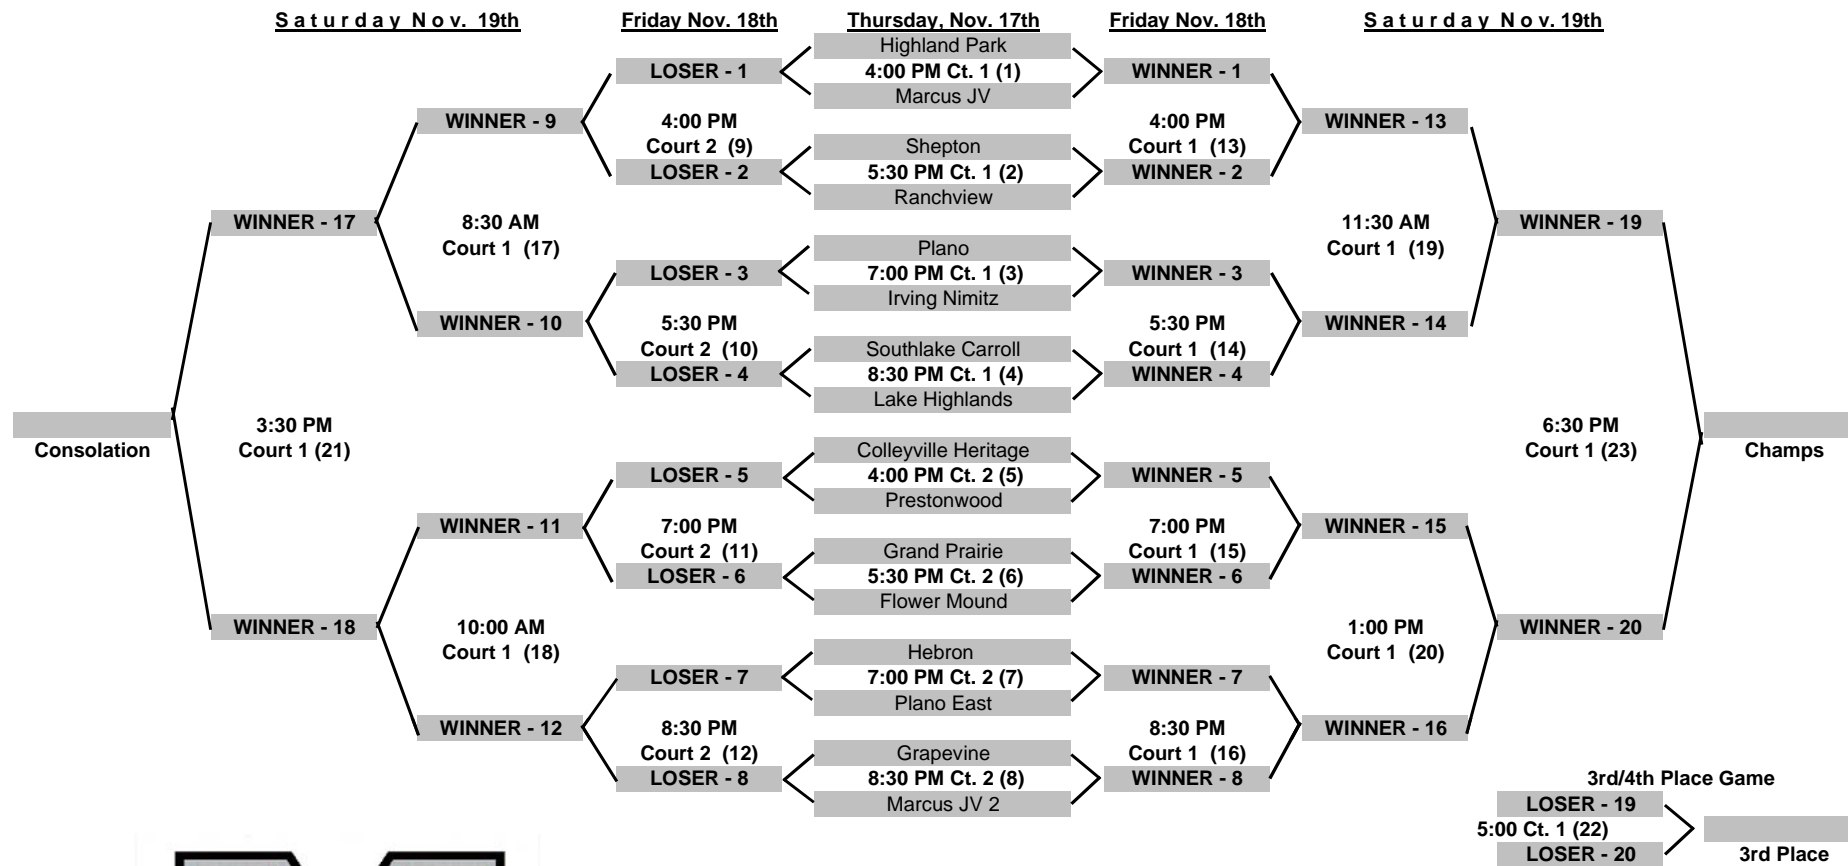 S a t u r d a y N o v. 19th
Friday Nov. 18th
Thursday, Nov. 17th
Friday Nov. 18th
S a t u r d a y N o v. 19th
Highland Park
LOSER - 1
4:00 PM Ct. 1 (1)
WINNER - 1
Marcus JV
WINNER - 9
4:00 PM
4:00 PM
WINNER - 13
Court 2 (9)
Shepton
Court 1 (13)
LOSER - 2
5:30 PM Ct. 1 (2)
WINNER - 2
Ranchview
WINNER - 17
8:30 AM
11:30 AM
WINNER - 19
Court 1 (17)
Plano
Court 1 (19)
LOSER - 3
7:00 PM Ct. 1 (3)
WINNER - 3
Irving Nimitz
WINNER - 10
5:30 PM
5:30 PM
WINNER - 14
Court 2 (10)
Southlake Carroll
Court 1 (14)
LOSER - 4
8:30 PM Ct. 1 (4)
WINNER - 4
Lake Highlands
3:30 PM
6:30 PM
Consolation
Court 1 (21)
Colleyville Heritage
Court 1 (23)
Champs
LOSER - 5
4:00 PM Ct. 2 (5)
WINNER - 5
Prestonwood
WINNER - 11
7:00 PM
7:00 PM
WINNER - 15
Court 2 (11)
Grand Prairie
Court 1 (15)
LOSER - 6
5:30 PM Ct. 2 (6)
WINNER - 6
Flower Mound
WINNER - 18
10:00 AM
1:00 PM
WINNER - 20
Court 1 (18)
Hebron
Court 1 (20)
LOSER - 7
7:00 PM Ct. 2 (7)
WINNER - 7
Plano East
WINNER - 12
8:30 PM
8:30 PM
WINNER - 16
Court 2 (12)
Grapevine
Court 1 (16)
LOSER - 8
8:30 PM Ct. 2 (8)
WINNER - 8
Marcus JV 2
3rd/4th Place Game
LOSER - 19
5:00 Ct. 1 (22)
LOSER - 20
3rd Place